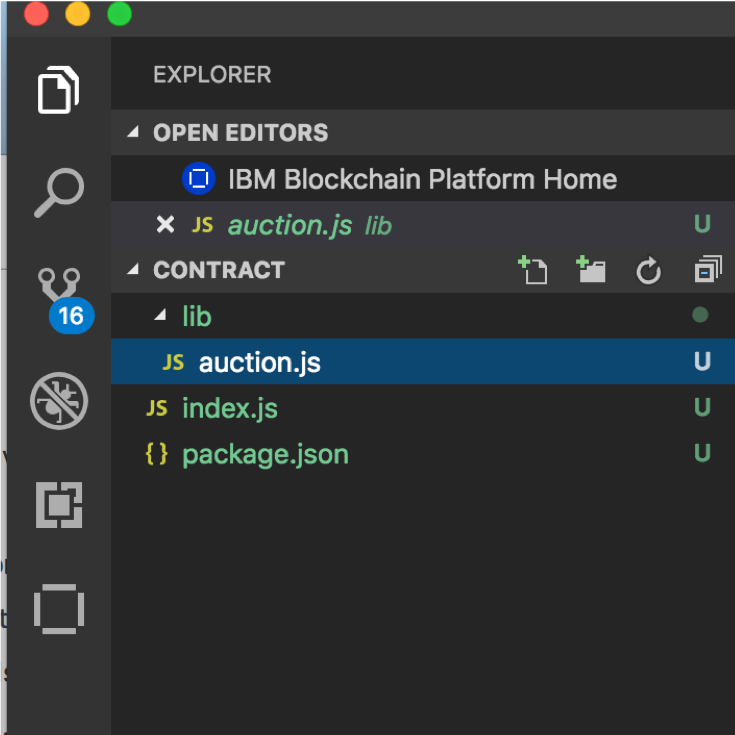 EXPLORER
OPEN EDITORS
IBM Blockchain Platform Home
JS auction.js lib U
CONTRACT
16
lib
JS auction.js U
JS index.js U
{ } package.json U